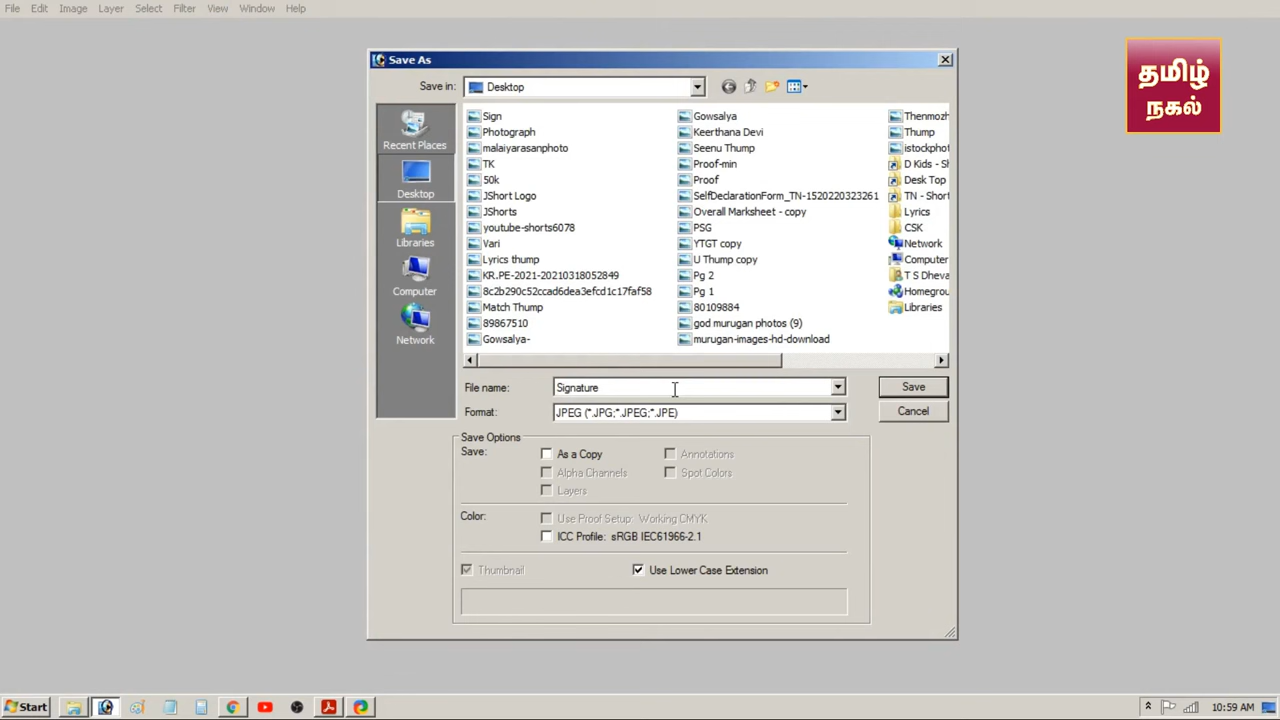 File Edit Image Layer Select Filter View Window Help
தமிழ்
நகல்
Save As
Save in: Desktop
Recent Places
Desktop
Libraries
Computer
Network
Sign
Photograph
malaiyarasanphoto
TK
50k
JShort Logo
JShorts
youtube-shorts6078
Vari
Lyrics thump
KR.PE-2021-20210318052849
8c2b290c52ccad6dea3efcd1c17faf58
Match Thump
89867510
Gowsalya-
Gowsalya
Keerthana Devi
Seenu Thump
Proof-min
Proof
SelfDeclarationForm_TN-1520220323261
Overall Marksheet - copy
PSG
YTGT copy
U Thump copy
Pg 2
Pg 1
80109884
god murugan photos (9)
murugan-images-hd-download
Thenmozh
Thump
istockphot
D Kids - Sh
Desk Top
TN - Short
Lyrics
CSK
Network
Computer
T S Dheva
Homegrou
Libraries
File name: Signature Save
Format: JPEG (*.JPG;*.JPEG;*.JPE) Cancel
Save Options
Save: As a Copy Annotations
Alpha Channels Spot Colors
Layers
Color: Use Proof Setup: Working CMYK
ICC Profile: sRGB IEC61966-2.1
Thumbnail Use Lower Case Extension
Start 10:59 AM